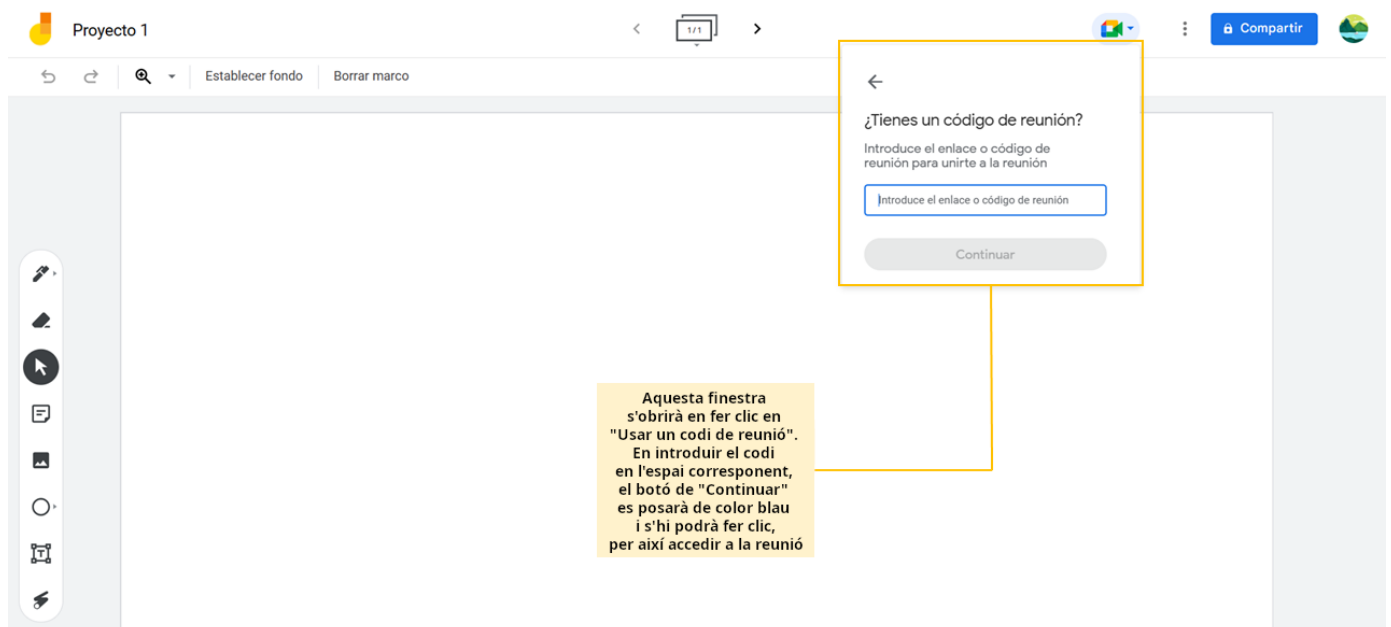 Proyecto 1
1/1
Compartir
Establecer fondo
Borrar marco
¿Tienes un código de reunión?
Introduce el enlace o código de
reunión para unirte a la reunión
Introduce el enlace o código de reunión
Continuar
Aquesta finestra
s'obrirà en fer clic en
"Usar un codi de reunió".
En introduir el codi
en l'espai corresponent,
el botó de "Continuar"
es posarà de color blau
i s'hi podrà fer clic,
per així accedir a la reunió
T